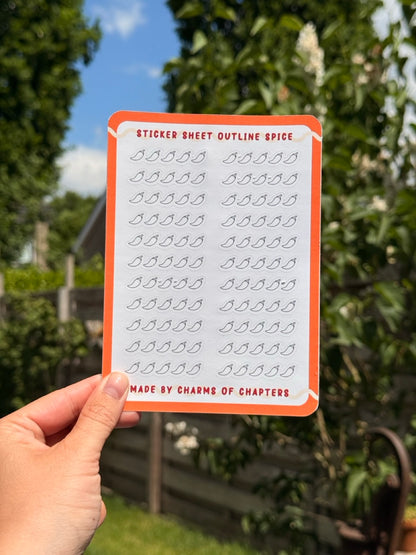 STICKER SHEET OUTLINE SPICE
MADE BY CHARMS OF CHAPTERS